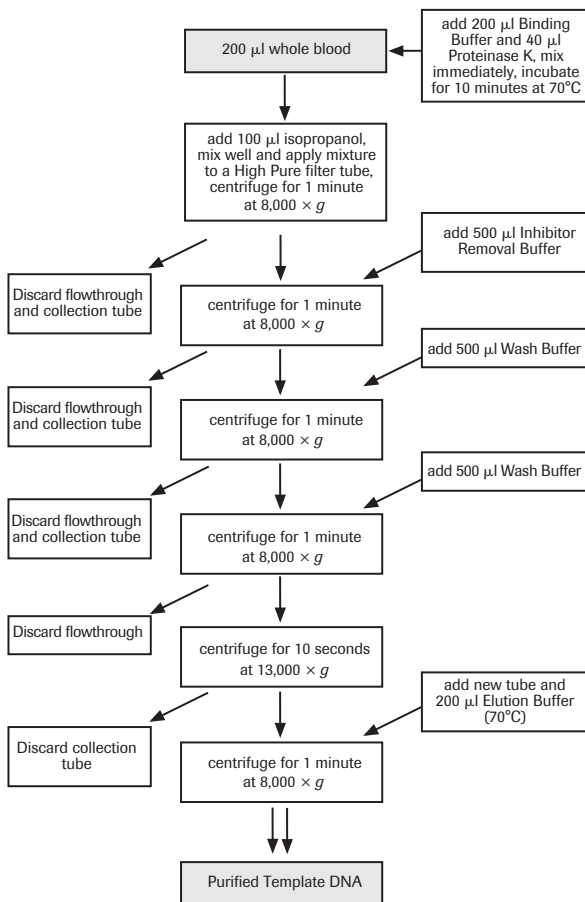 200 μl whole blood
add 200 μl Binding
Buffer and 40 μl
Proteinase K, mix
immediately, incubate
for 10 minutes at 70°C
add 100 μl isopropanol,
mix well and apply mixture
to a High Pure filter tube,
centrifuge for 1 minute
at 8,000 × g
add 500 μl Inhibitor
Removal Buffer
Discard flowthrough
and collection tube
centrifuge for 1 minute
at 8,000 × g
add 500 μl Wash Buffer
Discard flowthrough
and collection tube
centrifuge for 1 minute
at 8,000 × g
add 500 μl Wash Buffer
Discard flowthrough
and collection tube
centrifuge for 1 minute
at 8,000 × g
Discard flowthrough
centrifuge for 10 seconds
at 13,000 × g
add new tube and
200 μl Elution Buffer
(70°C)
Discard collection
tube
centrifuge for 1 minute
at 8,000 × g
Purified Template DNA